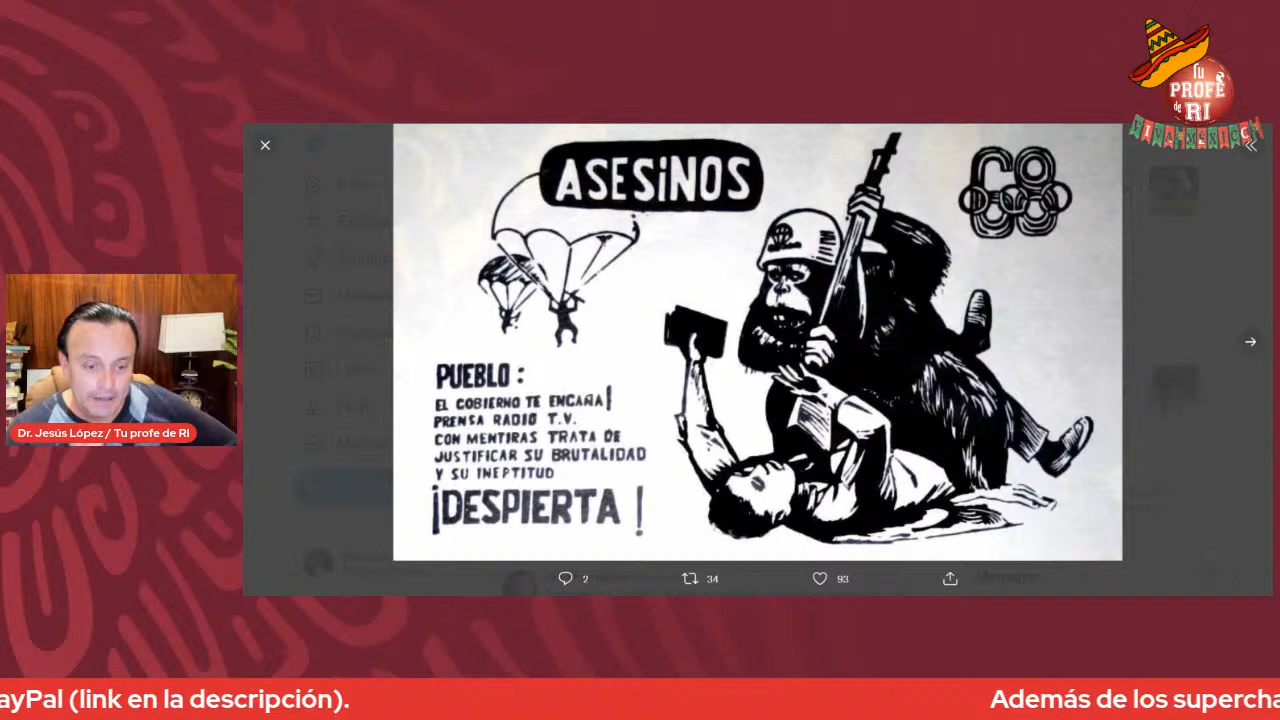 Tu
PROFE
de
RI
VIVA MÉXICO
ASESiNOS
68
PUEBLO:
EL GOBIERNO TE ENGAÑA!
PRENSA RADIO T.V.
CON MENTIRAS TRATA DE
JUSTIFICAR SU BRUTALIDAD
Y SU INEPTITUD
¡DESPIERTA!
Dr. Jesús López / Tu profe de RI
2
34
93
ayPal (link en la descripción).
Además de los supercha